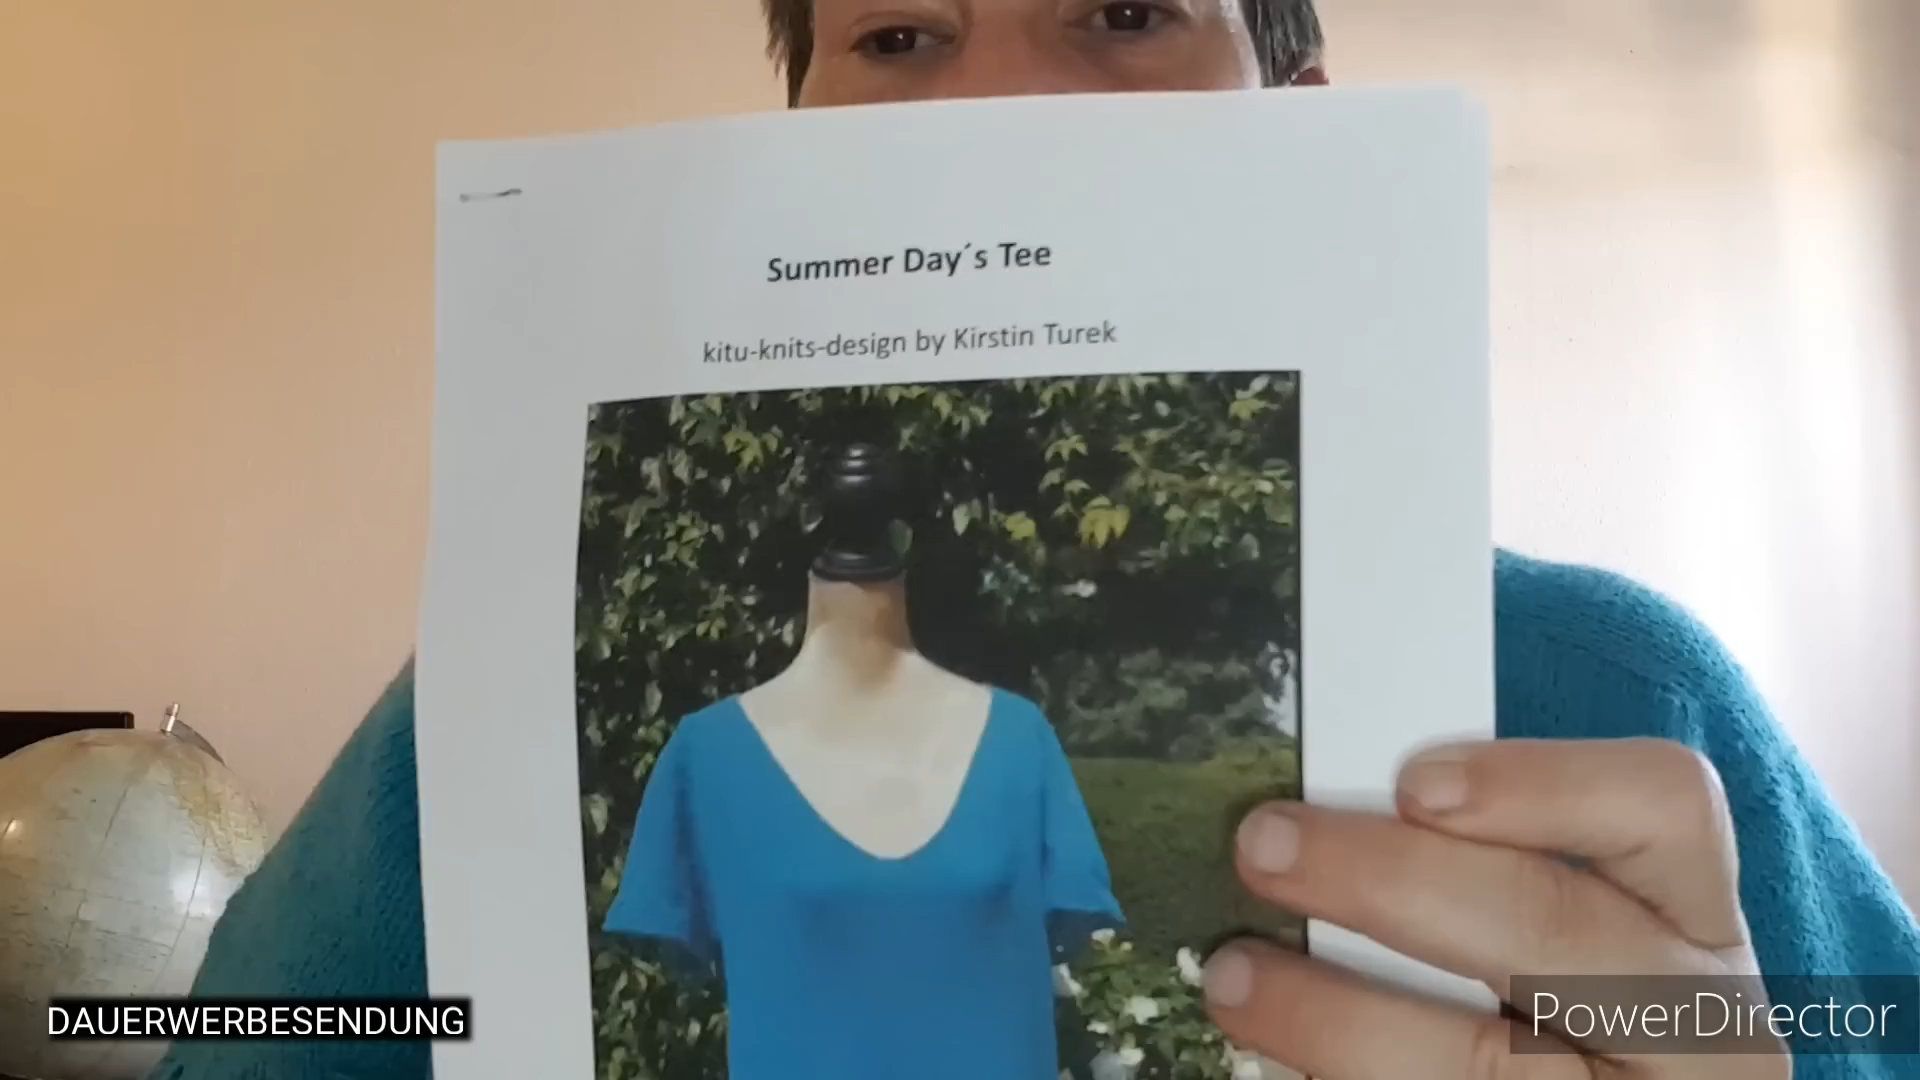 Summer Day´s Tee
kitu-knits-design by Kirstin Turek
DAUERWERBESENDUNG
PowerDirector